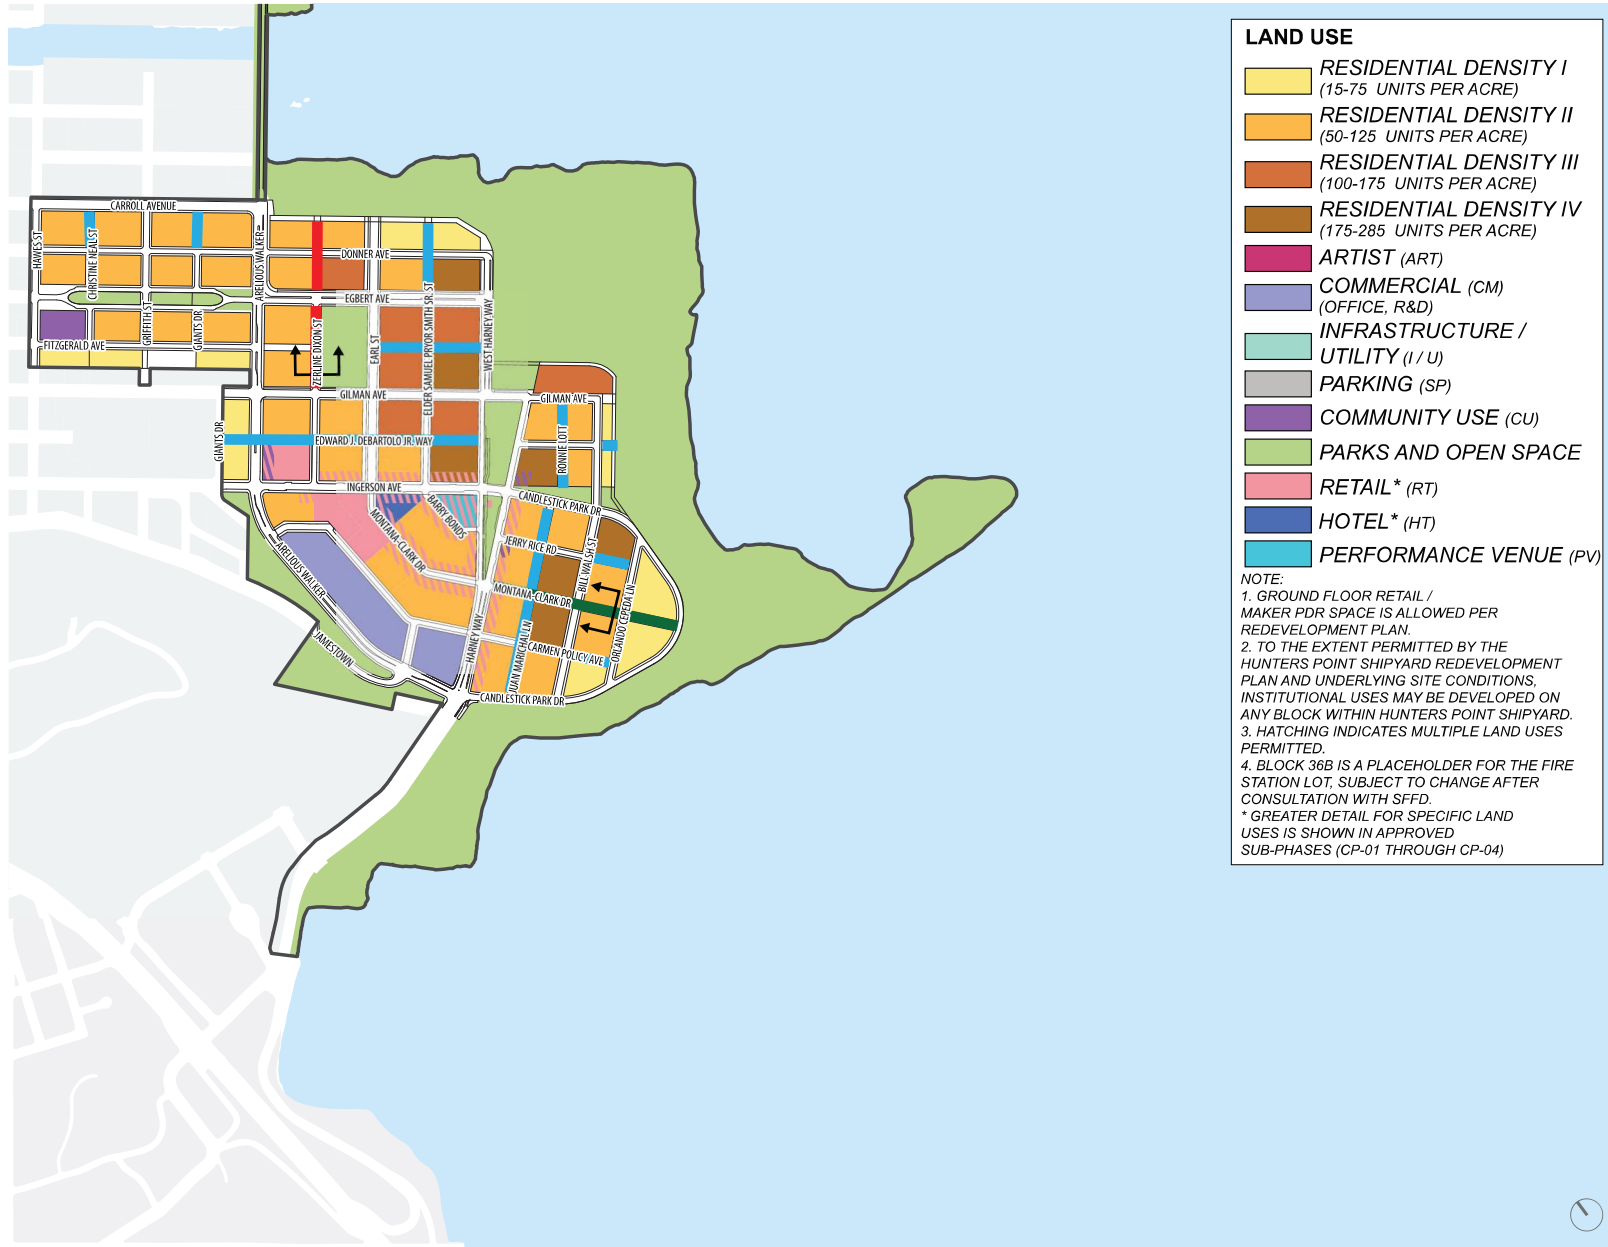 LAND USE
RESIDENTIAL DENSITY I
(15-75 UNITS PER ACRE)
RESIDENTIAL DENSITY II
(50-125 UNITS PER ACRE)
RESIDENTIAL DENSITY III
(100-175 UNITS PER ACRE)
RESIDENTIAL DENSITY IV
(175-285 UNITS PER ACRE)
ARTIST (ART)
COMMERCIAL (CM)
(OFFICE, R&D)
INFRASTRUCTURE /
UTILITY (I / U)
PARKING (SP)
COMMUNITY USE (CU)
PARKS AND OPEN SPACE
RETAIL* (RT)
HOTEL* (HT)
PERFORMANCE VENUE (PV)
NOTE:
1. GROUND FLOOR RETAIL /
MAKER PDR SPACE IS ALLOWED PER
REDEVELOPMENT PLAN.
2. TO THE EXTENT PERMITTED BY THE
HUNTERS POINT SHIPYARD REDEVELOPMENT
PLAN AND UNDERLYING SITE CONDITIONS,
INSTITUTIONAL USES MAY BE DEVELOPED ON
ANY BLOCK WITHIN HUNTERS POINT SHIPYARD.
3. HATCHING INDICATES MULTIPLE LAND USES
PERMITTED.
4. BLOCK 36B IS A PLACEHOLDER FOR THE FIRE
STATION LOT, SUBJECT TO CHANGE AFTER
CONSULTATION WITH SFFD.
* GREATER DETAIL FOR SPECIFIC LAND
USES IS SHOWN IN APPROVED
SUB-PHASES (CP-01 THROUGH CP-04)
CARROLL AVENUE
HAWES ST
CHRISTINE NEAL ST
GRIFFITH ST
GIANTS DR
ARELIOUS WALKER
DONNER AVE
EGBERT AVE
FITZGERALD AVE
ZERLINE DIXON ST
EARL ST
ELDER SAMUEL PRYOR SMITH SR. ST
WEST HARNEY WAY
GILMAN AVE
GILMAN AVE
GIANTS DR
EDWARD J. DEBARTOLO JR. WAY
RONNIE LOTT
INGERSON AVE
CANDLESTICK PARK DR
BARRY BONDS
MONTANA-CLARK DR
JERRY RICE RD
BILL WALSH ST
ARELIOUS WALKER
MONTANA-CLARK DR
ORLANDO CEPEDA LN
HARNEY WAY
JUAN MARICHAL LN
CARMEN POLICY AVE
JAMESTOWN
CANDLESTICK PARK DR